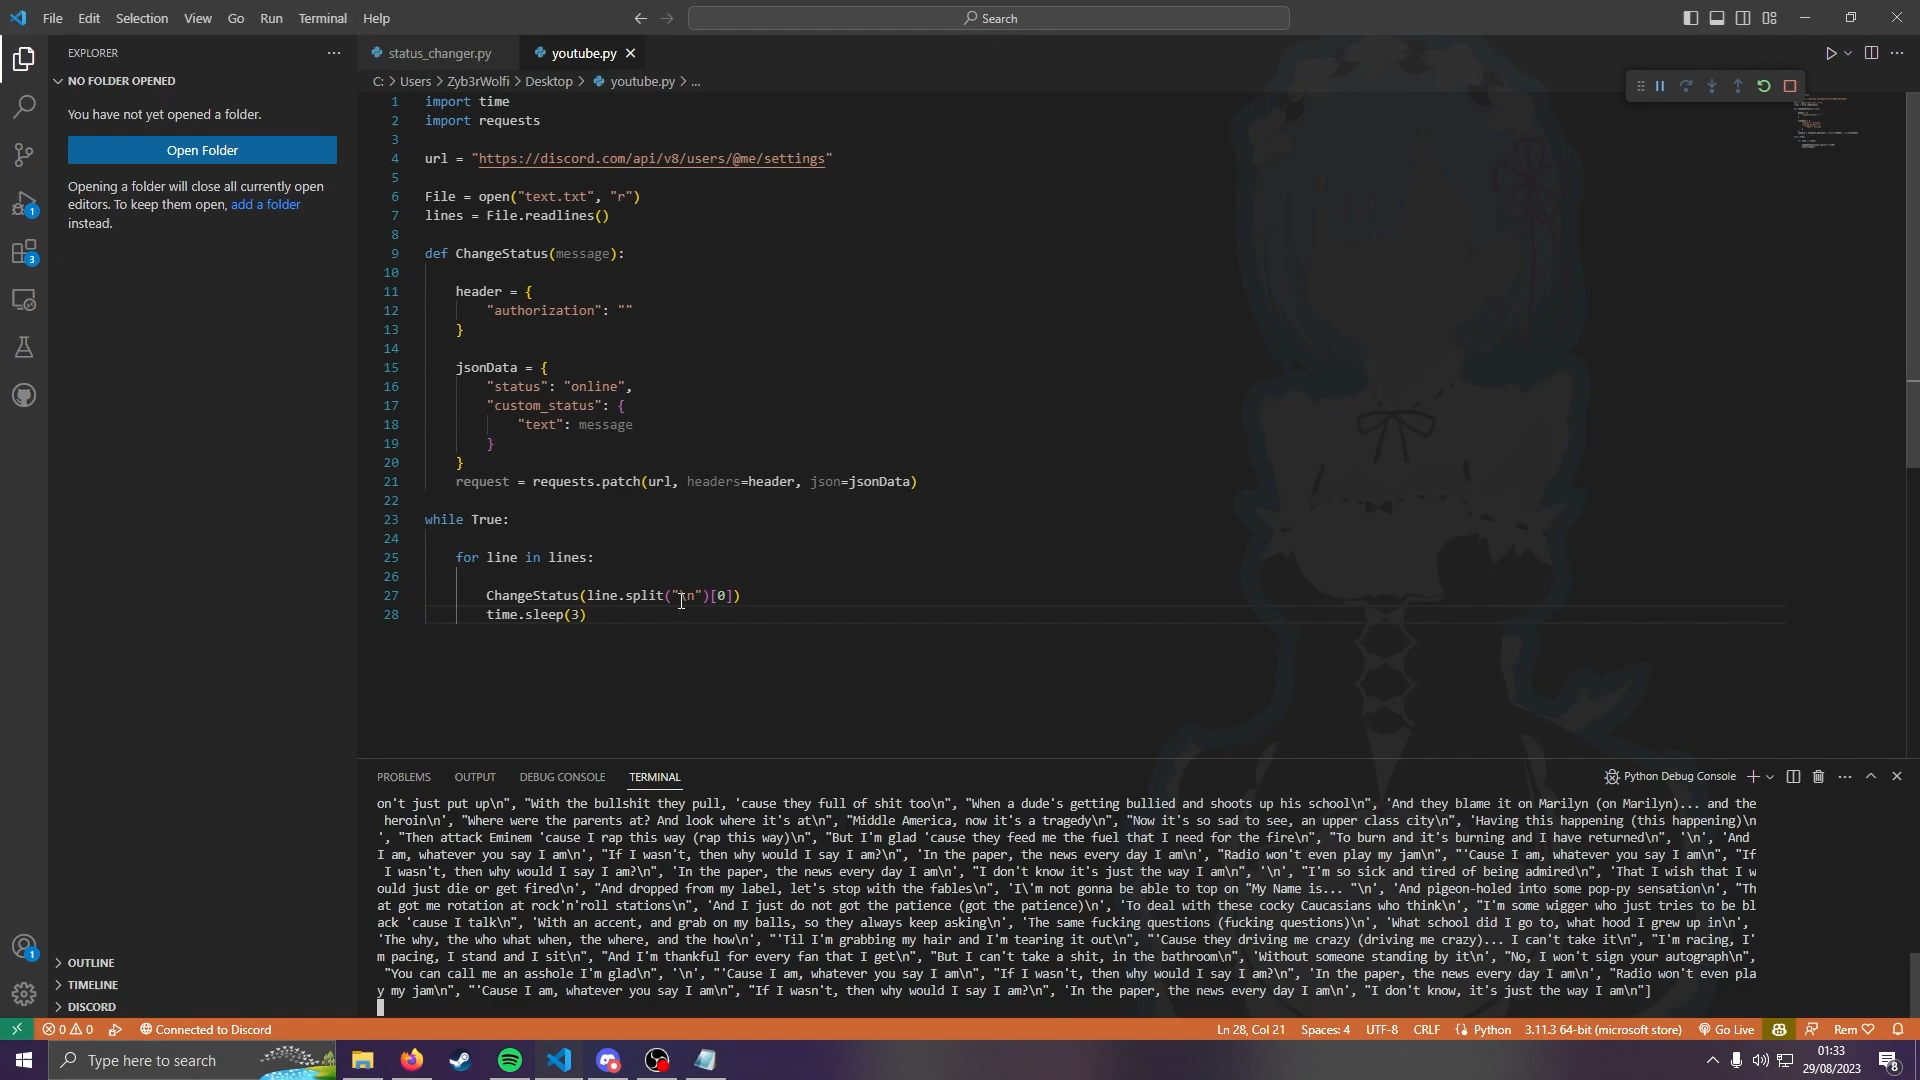 File Edit Selection View Go Run Terminal Help
Search
EXPLORER
NO FOLDER OPENED
You have not yet opened a folder.
Open Folder
Opening a folder will close all currently open
editors. To keep them open, add a folder
instead.
1
3
1
OUTLINE
TIMELINE
DISCORD
status_changer.py youtube.py
C: > Users > Zyb3rWolfi > Desktop > youtube.py > ...
1 import time
2 import requests
3
4 url = "https://discord.com/api/v8/users/@me/settings"
5
6 File = open("text.txt", "r")
7 lines = File.readlines()
8
9 def ChangeStatus(message):
10
11 header = {
12 "authorization": ""
13 }
14
15 jsonData = {
16 "status": "online",
17 "custom_status": {
18 "text": message
19 }
20 }
21 request = requests.patch(url, headers=header, json=jsonData)
22
23 while True:
24
25 for line in lines:
26
27 ChangeStatus(line.split("\n")[0])
28 time.sleep(3)
PROBLEMS OUTPUT DEBUG CONSOLE TERMINAL
Python Debug Console
on't just put up\n", "With the bullshit they pull, 'cause they full of shit too\n", "When a dude's getting bullied and shoots up his school\n", 'And they blame it on Marilyn (on Marilyn)... and the
heroin\n', "Where were the parents at? And look where it's at\n", "Middle America, now it's a tragedy\n", "Now it's so sad to see, an upper class city\n", 'Having this happening (this happening)\n
', "Then attack Eminem 'cause I rap this way (rap this way)\n", "But I'm glad 'cause they feed me the fuel that I need for the fire\n", "To burn and it's burning and I have returned\n", '\n', 'And
I am, whatever you say I am\n', "If I wasn't, then why would I say I am?\n", 'In the paper, the news every day I am\n', "Radio won't even play my jam\n", "'Cause I am, whatever you say I am\n", "If
I wasn't, then why would I say I am?\n", 'In the paper, the news every day I am\n', "I don't know it's just the way I am\n", '\n', "I'm so sick and tired of being admired\n", 'That I wish that I w
ould just die or get fired\n', "And dropped from my label, let's stop with the fables\n", 'I\'m not gonna be able to top on "My Name is... "\n', 'And pigeon-holed into some pop-py sensation\n', "Th
at got me rotation at rock'n'roll stations\n", 'And I just do not got the patience (got the patience)\n', 'To deal with these cocky Caucasians who think\n', "I'm some wigger who just tries to be bl
ack 'cause I talk\n", 'With an accent, and grab on my balls, so they always keep asking\n', 'The same fucking questions (fucking questions)\n', 'What school did I go to, what hood I grew up in\n',
'The why, the who what when, the where, and the how\n', "'Til I'm grabbing my hair and I'm tearing it out\n", "'Cause they driving me crazy (driving me crazy)... I can't take it\n", "I'm racing, I'
m pacing, I stand and I sit\n", "And I'm thankful for every fan that I get\n", "But I can't take a shit, in the bathroom\n", 'Without someone standing by it\n', "No, I won't sign your autograph\n",
"You can call me an asshole I'm glad\n", '\n', "'Cause I am, whatever you say I am\n", "If I wasn't, then why would I say I am?\n", 'In the paper, the news every day I am\n', "Radio won't even pla
y my jam\n", "'Cause I am, whatever you say I am\n", "If I wasn't, then why would I say I am?\n", 'In the paper, the news every day I am\n', "I don't know, it's just the way I am\n"]
0 0 Connected to Discord Ln 28, Col 21 Spaces: 4 UTF-8 CRLF Python 3.11.3 64-bit (microsoft store) Go Live Rem
Type here to search
01:33
29/08/2023
8